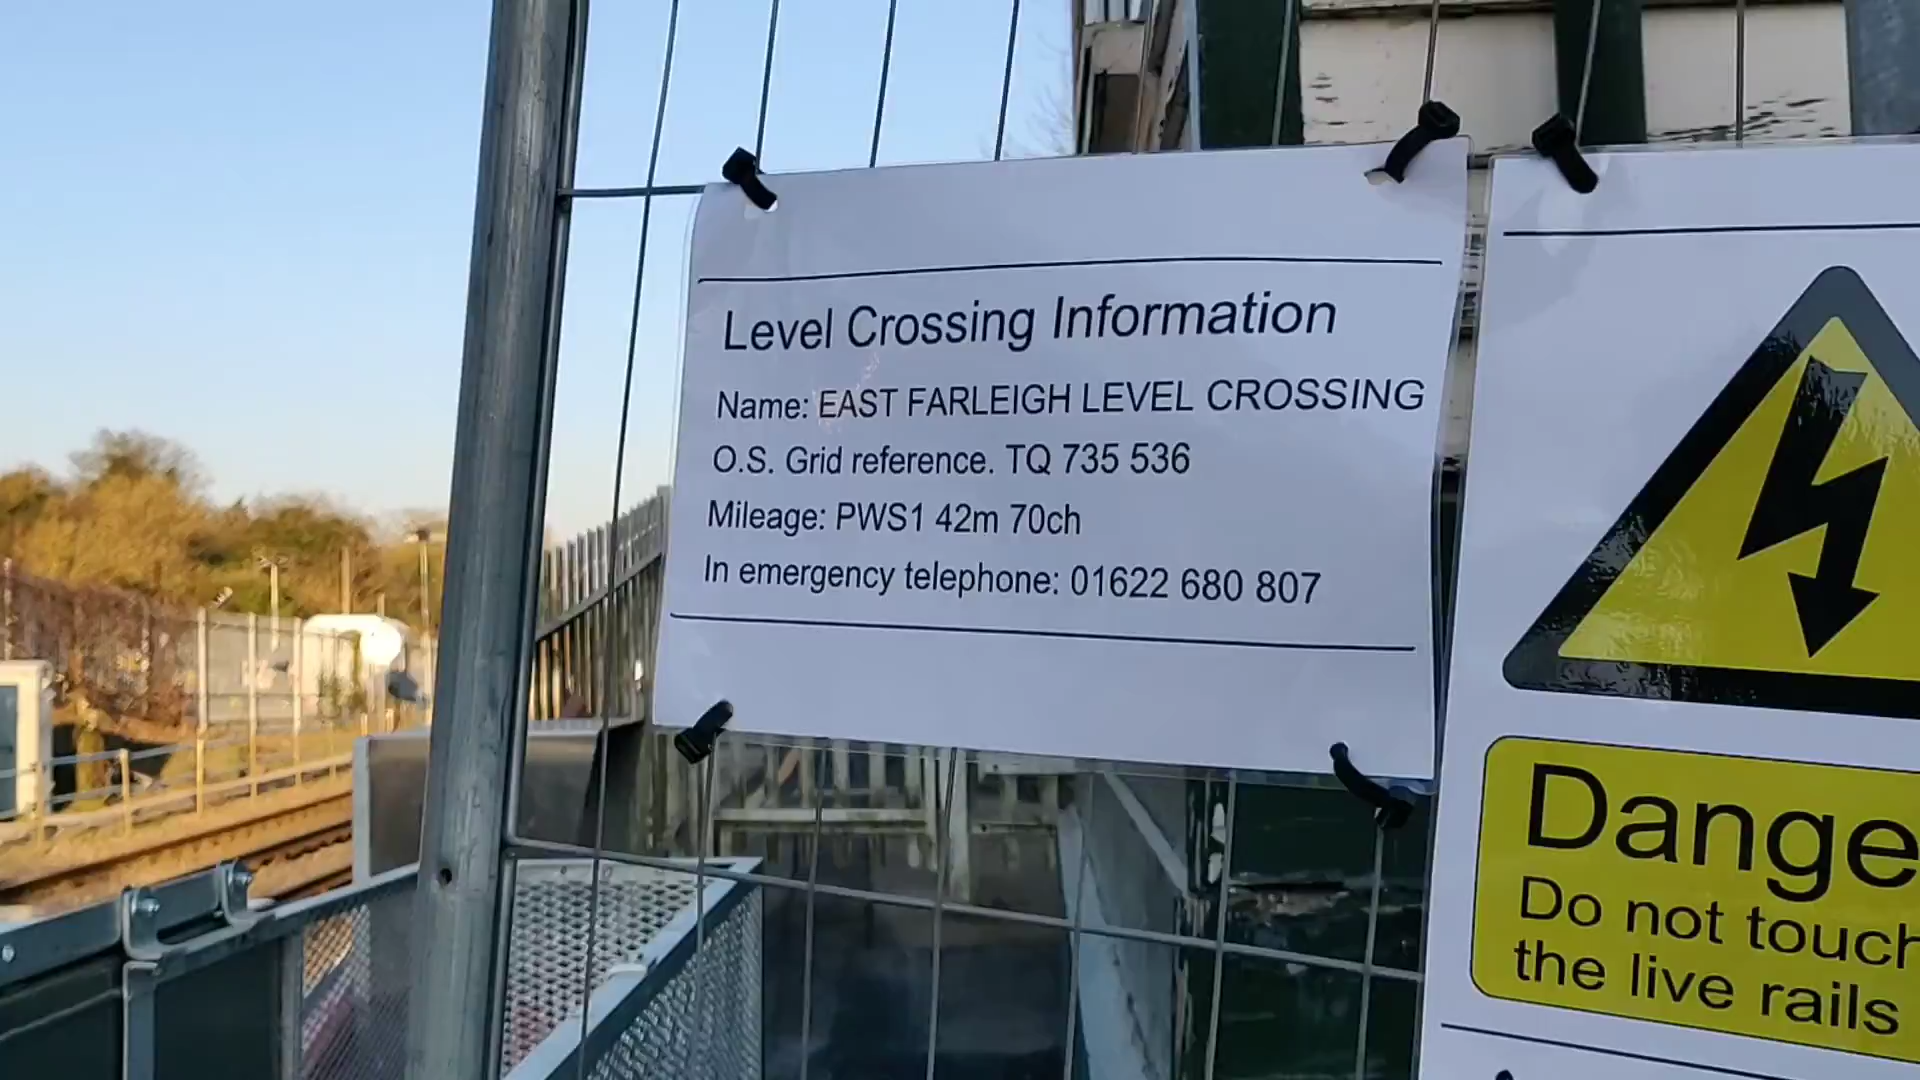 Level Crossing Information
Name: EAST FARLEIGH LEVEL CROSSING
O.S. Grid reference. TQ 735 536
Mileage: PWS1 42m 70ch
In emergency telephone: 01622 680 807
Dange
Do not touch
the live rails